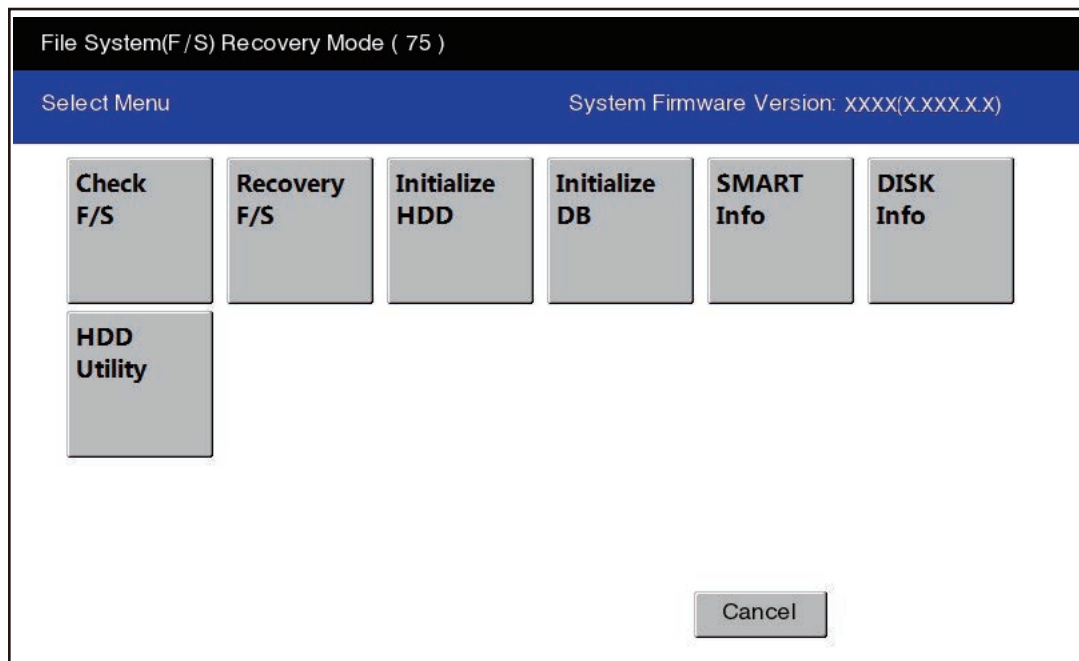 File System(F/S) Recovery Mode ( 75 )
Select Menu
System Firmware Version: XXXX(X.XXX.X.X)
Check
F/S
Recovery
F/S
Initialize
HDD
Initialize
DB
SMART
Info
DISK
Info
HDD
Utility
Cancel